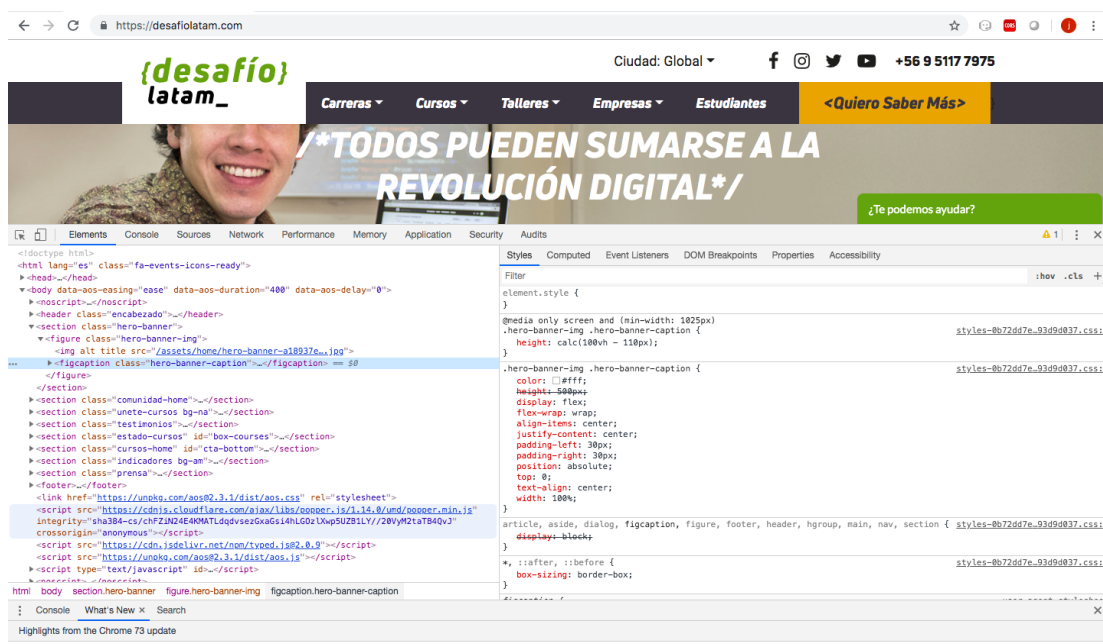 https://desafiolatam.com
CORS
j
{desafío}
latam_
Ciudad: Global
+56 9 5117 7975
Carreras
Cursos
Talleres
Empresas
Estudiantes
<Quiero Saber Más>
/*TODOS PUEDEN SUMARSE A LA
REVOLUCIÓN DIGITAL*/
¿Te podemos ayudar?
Elements Console Sources Network Performance Memory Application Security Audits
1
<!doctype html>
<html lang="es" class="fa-events-icons-ready">
<head>…</head>
<body data-aos-easing="ease" data-aos-duration="400" data-aos-delay="0">
<noscript>…</noscript>
<header class="encabezado">…</header>
<section class="hero-banner">
<figure class="hero-banner-img">
<img alt title src="/assets/home/hero-banner-a18937e….jpg">
<figcaption class="hero-banner-caption">…</figcaption> == $0
</figure>
</section>
<section class="comunidad-home">…</section>
<section class="unete-cursos bg-na">…</section>
<section class="testimonios">…</section>
<section class="estado-cursos" id="box-courses">…</section>
<section class="cursos-home" id="cta-bottom">…</section>
<section class="indicadores bg-am">…</section>
<section class="prensa">…</section>
<footer>…</footer>
<link href="https://unpkg.com/aos@2.3.1/dist/aos.css" rel="stylesheet">
<script src="https://cdnjs.cloudflare.com/ajax/libs/popper.js/1.14.0/umd/popper.min.js"
crossorigin="anonymous"></script>
<script src="https://cdn.jsdelivr.net/npm/typed.js@2.0.9"></script>
<script src="https://unpkg.com/aos@2.3.1/dist/aos.js"></script>
<script type="text/javascript" id>…</script>
<noscript>…</noscript>
html body section.hero-banner figure.hero-banner-img figcaption.hero-banner-caption
Styles Computed Event Listeners DOM Breakpoints Properties Accessibility
Filter
:hov .cls +
element.style {
}
@media only screen and (min-width: 1025px)
.hero-banner-img .hero-banner-caption { styles-0b72dd7e…93d9d037.css:
height: calc(100vh - 110px);
}
.hero-banner-img .hero-banner-caption { styles-0b72dd7e…93d9d037.css:
color: #fff;
height: 500px;
display: flex;
flex-wrap: wrap;
align-items: center;
justify-content: center;
padding-left: 30px;
padding-right: 30px;
position: absolute;
top: 0;
text-align: center;
width: 100%;
}
article, aside, dialog, figcaption, figure, footer, header, hgroup, main, nav, section { styles-0b72dd7e…93d9d037.css:
display: block;
}
*, ::after, ::before { styles-0b72dd7e…93d9d037.css:
box-sizing: border-box;
}
Console What's New × Search
Highlights from the Chrome 73 update